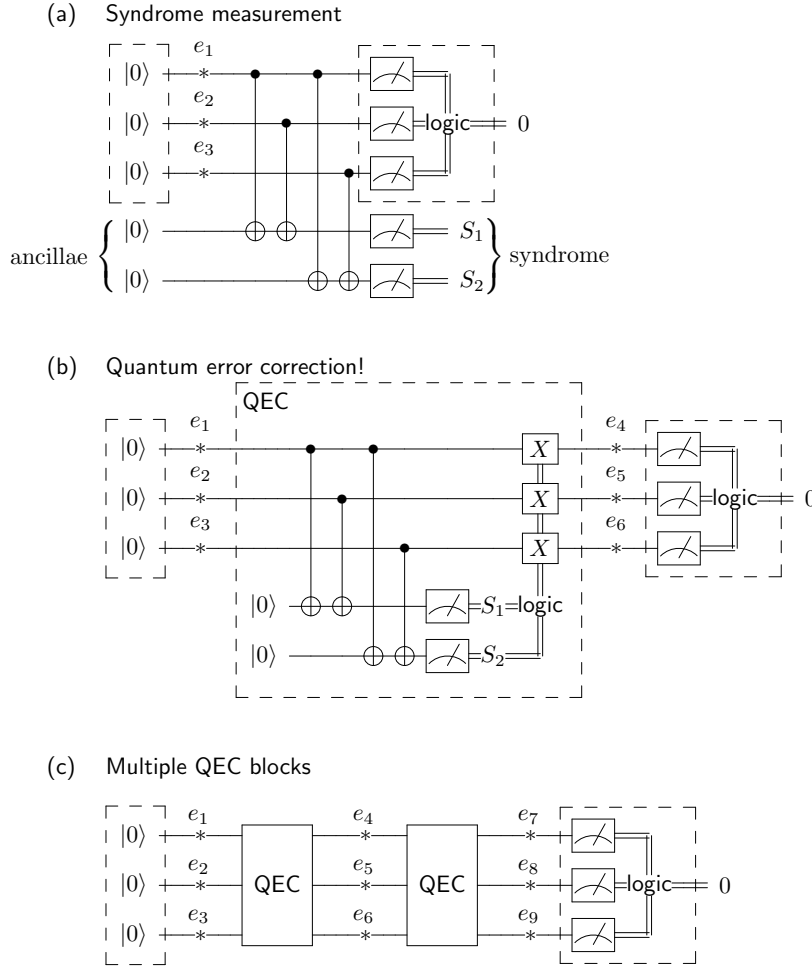 (a) Syndrome measurement
e₁
|0⟩
e₂
|0⟩ logic 0
e₃
|0⟩
|0⟩ S₁
ancillae { } syndrome
|0⟩ S₂
(b) Quantum error correction!
QEC
e₁ e₄
|0⟩ X
e₂ e₅
|0⟩ X logic 0
e₃ e₆
|0⟩ X
|0⟩ S₁ logic
|0⟩ S₂
(c) Multiple QEC blocks
e₁ e₄ e₇
|0⟩
e₂ e₅ e₈
|0⟩ QEC QEC logic 0
e₃ e₆ e₉
|0⟩